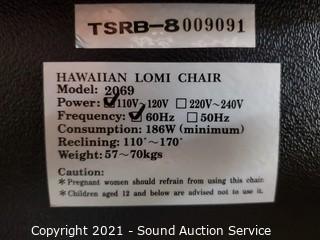 TSRB-8009091
HAWAIIAN LOMI CHAIR
Model: 2069
Power: ☑110V~120V ☐220V~240V
Frequency: ☑60Hz ☐50Hz
Consumption: 186W (minimum)
Reclining: 110°~170°
Weight: 57~70kgs
Caution:
*Pregnant women should refrain from using this chair.
*Children aged 12 and below are advised not to use it.
Copyright 2021 - Sound Auction Service